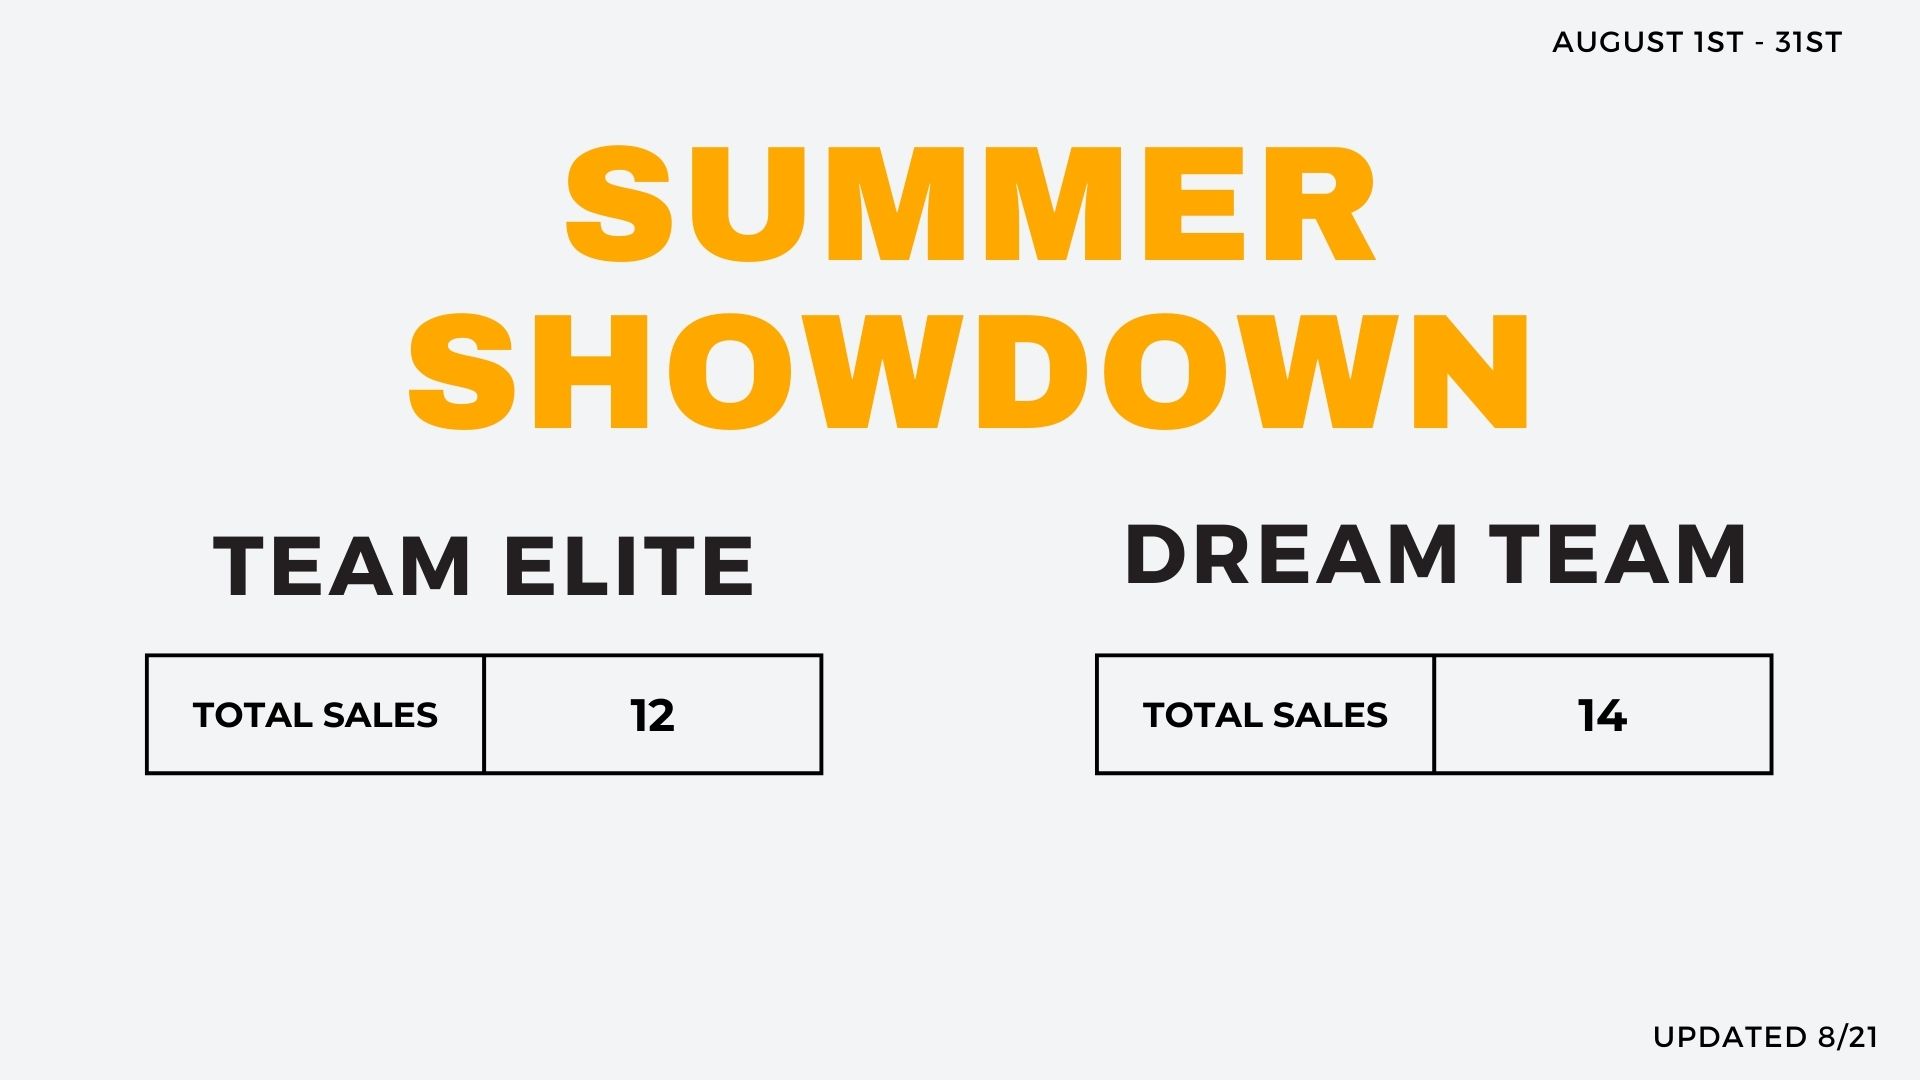 AUGUST 1ST - 31ST
SUMMER
SHOWDOWN
TEAM ELITE
TOTAL SALES 12
DREAM TEAM
TOTAL SALES 14
UPDATED 8/21